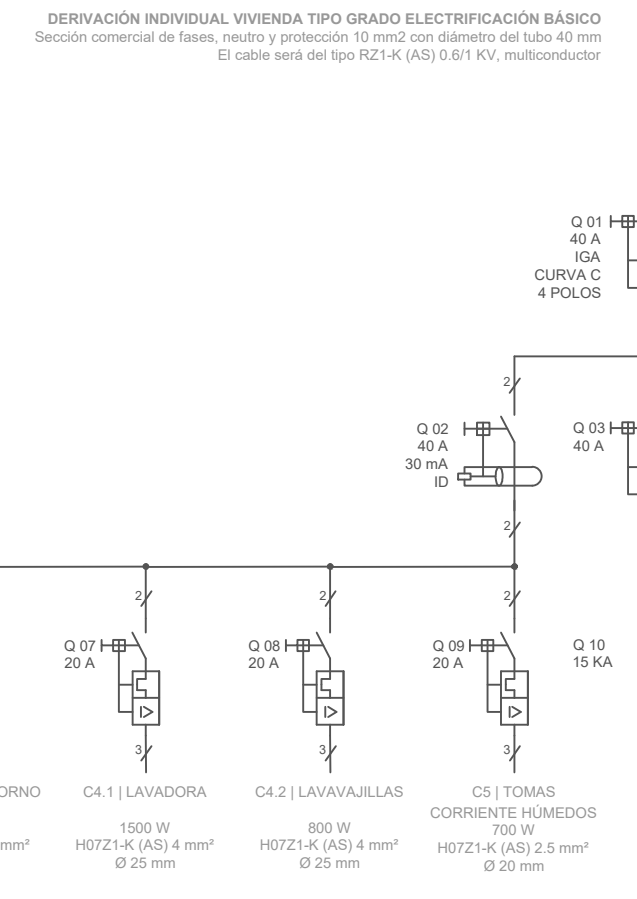 DERIVACIÓN INDIVIDUAL VIVIENDA TIPO GRADO ELECTRIFICACIÓN BÁSICO
Sección comercial de fases, neutro y protección 10 mm2 con diámetro del tubo 40 mm
El cable será del tipo RZ1-K (AS) 0.6/1 KV, multiconductor
Q 01
40 A
IGA
CURVA C
4 POLOS
2
Q 02
40 A
30 mA
ID
Q 03
40 A
2
2
2
2
Q 07
20 A
Q 08
20 A
Q 09
20 A
Q 10
15 KA
3
3
3
ORNO
mm²
C4.1 | LAVADORA
1500 W
H07Z1-K (AS) 4 mm²
Ø 25 mm
C4.2 | LAVAVAJILLAS
800 W
H07Z1-K (AS) 4 mm²
Ø 25 mm
C5 | TOMAS
CORRIENTE HÚMEDOS
700 W
H07Z1-K (AS) 2.5 mm²
Ø 20 mm